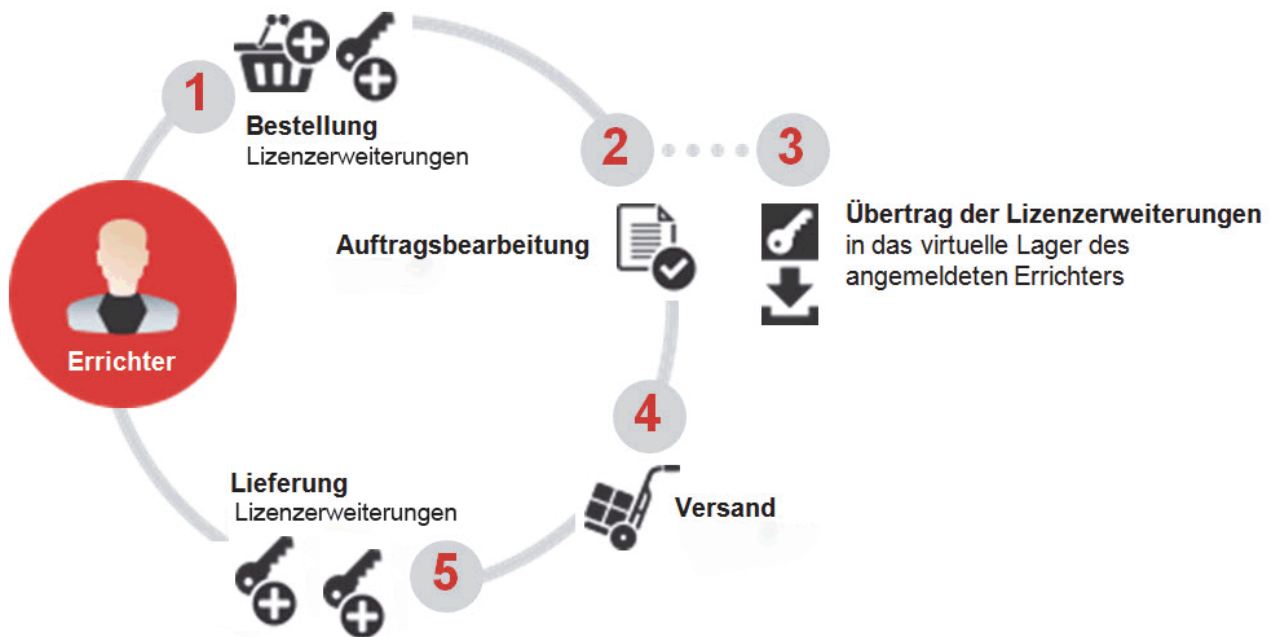 1
Bestellung
Lizenzerweiterungen
2
3
Auftragsbearbeitung
Übertrag der Lizenzerweiterungen
in das virtuelle Lager des
angemeldeten Errichters
Errichter
4
Versand
Lieferung
Lizenzerweiterungen
5